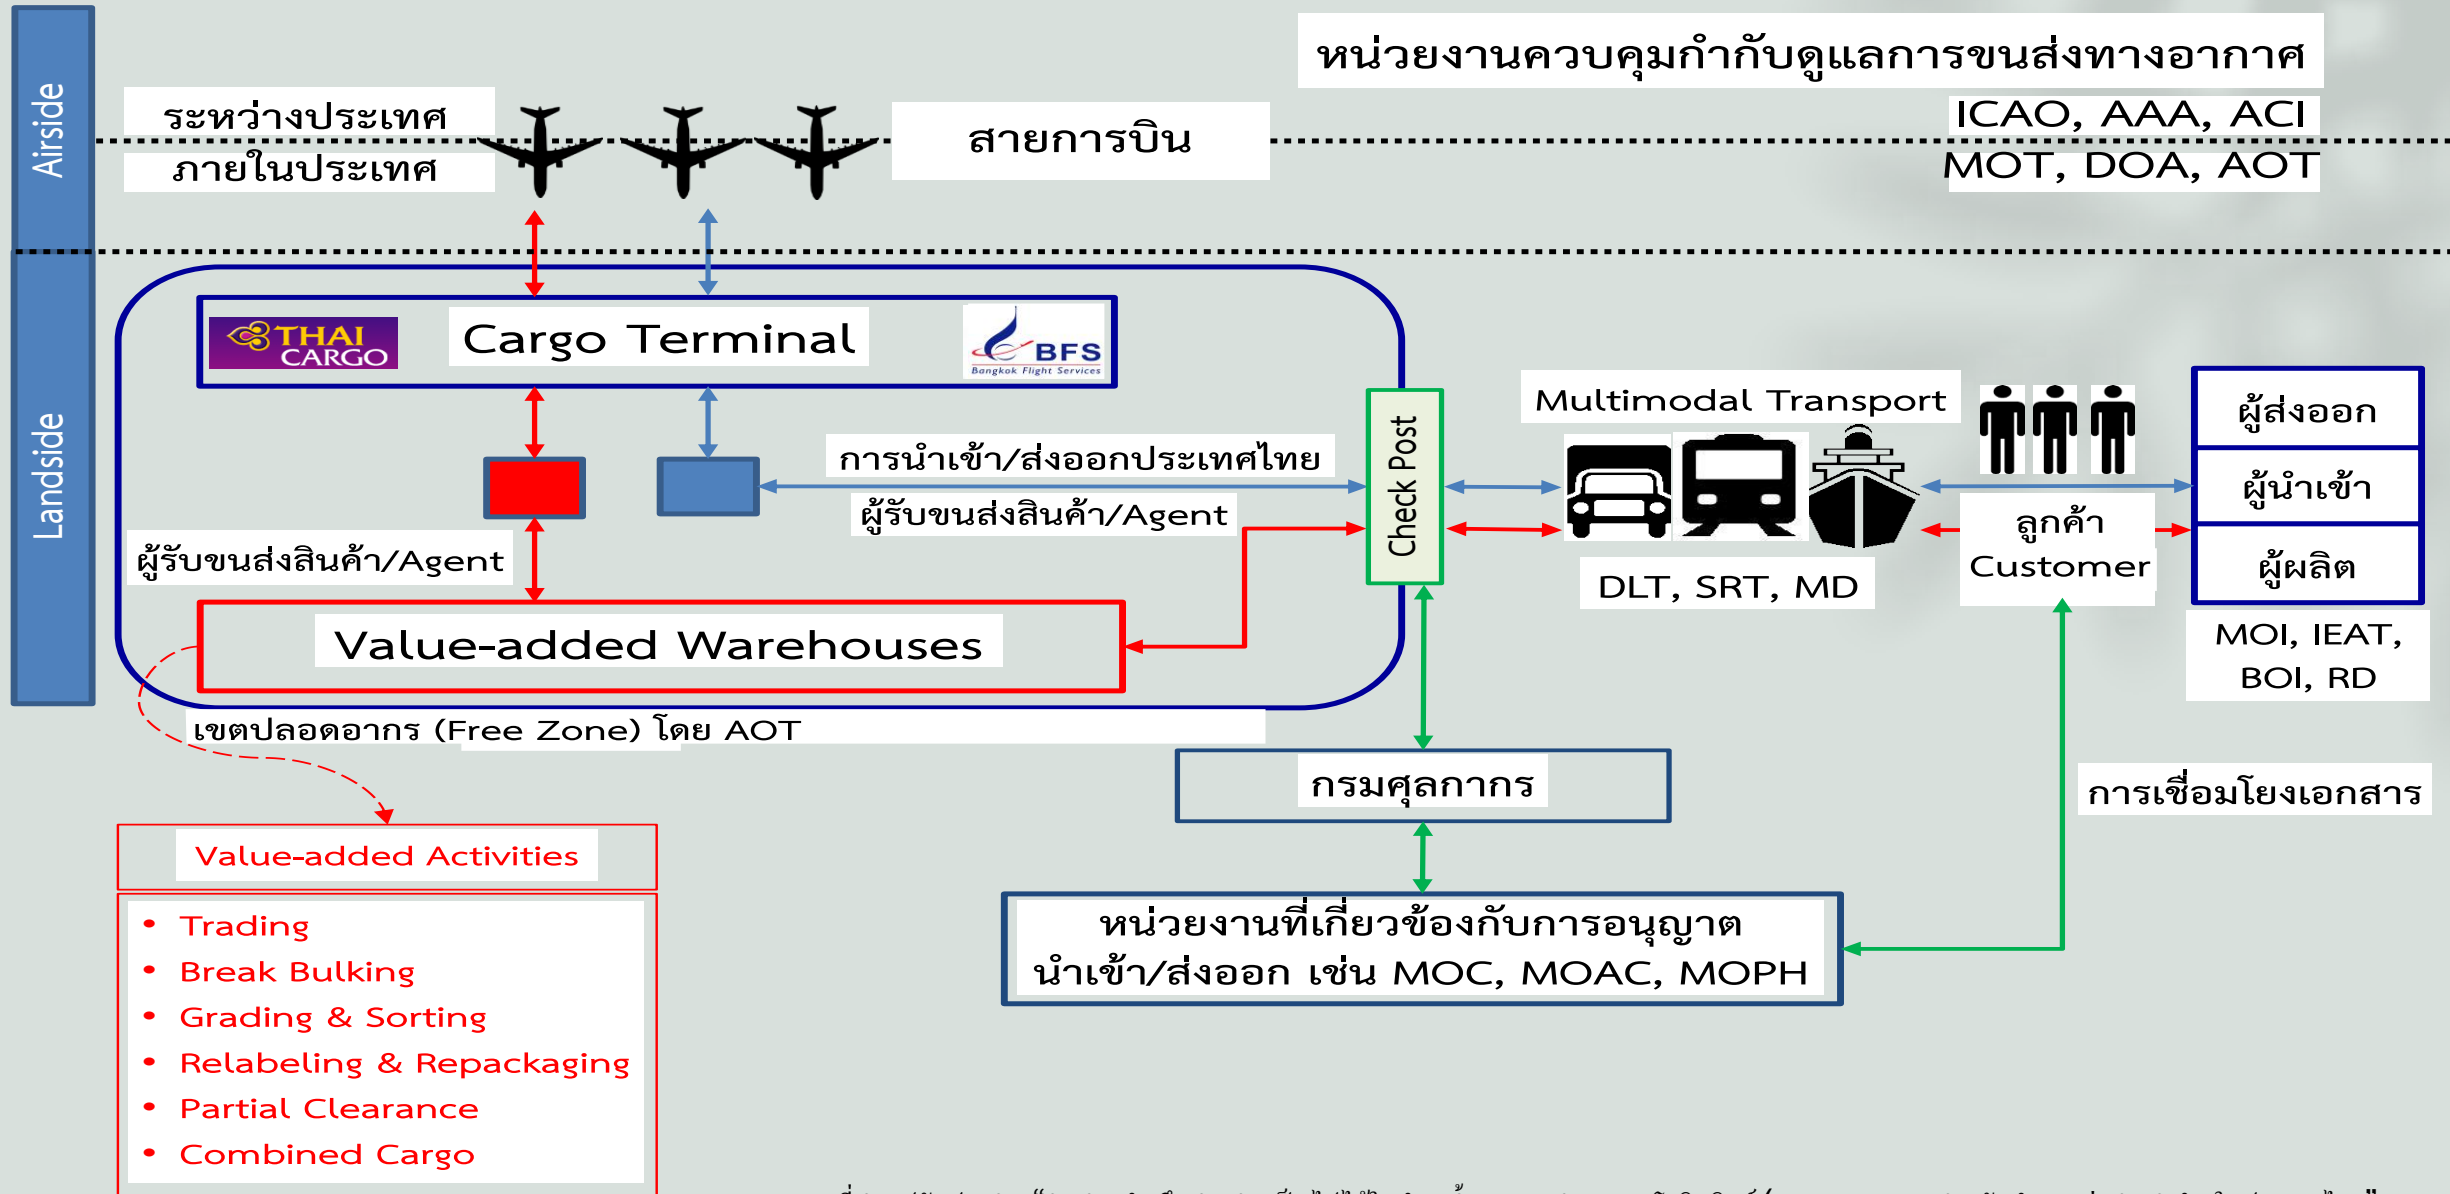 Airside
หน่วยงานควบคุมกำกับดูแลการขนส่งทางอากาศ
ระหว่างประเทศ
ภายในประเทศ
สายการบิน
ICAO, AAA, ACI
MOT, DOA, AOT
Landside
THAI
CARGO
Cargo Terminal
BFS
Bangkok Flight Services
การนำเข้า/ส่งออกประเทศไทย
ผู้รับขนส่งสินค้า/Agent
ผู้รับขนส่งสินค้า/Agent
Value-added Warehouses
เขตปลอดอากร (Free Zone) โดย AOT
Check Post
Multimodal Transport
DLT, SRT, MD
ลูกค้า
Customer
ผู้ส่งออก
ผู้นำเข้า
ผู้ผลิต
MOI, IEAT,
BOI, RD
กรมศุลกากร
การเชื่อมโยงเอกสาร
หน่วยงานที่เกี่ยวข้องกับการอนุญาต
นำเข้า/ส่งออก เช่น MOC, MOAC, MOPH
Value-added Activities
• Trading
• Break Bulking
• Grading & Sorting
• Relabeling & Repackaging
• Partial Clearance
• Combined Cargo